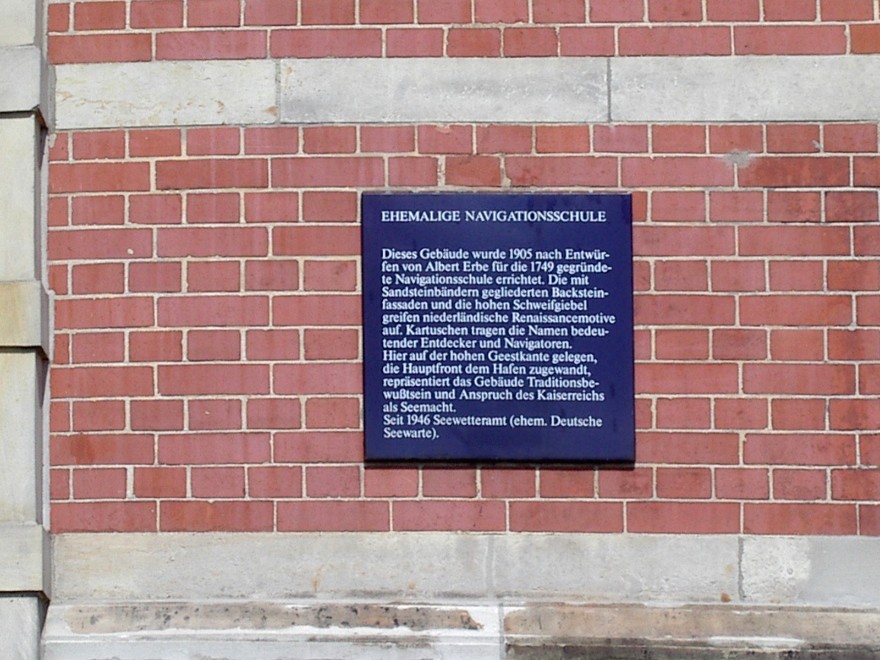 EHEMALIGE NAVIGATIONSSCHULE
Dieses Gebäude wurde 1905 nach Entwür-
fen von Albert Erbe für die 1749 gegründe-
te Navigationsschule errichtet. Die mit
Sandsteinbändern gegliederten Backstein-
fassaden und die hohen Schweifgiebel
greifen niederländische Renaissancemotive
auf. Kartuschen tragen die Namen bedeu-
tender Entdecker und Navigatoren.
Hier auf der hohen Geestkante gelegen,
die Hauptfront dem Hafen zugewandt,
repräsentiert das Gebäude Traditionsbe-
wußtsein und Anspruch des Kaiserreichs
als Seemacht.
Seit 1946 Seewetteramt (ehem. Deutsche
Seewarte).